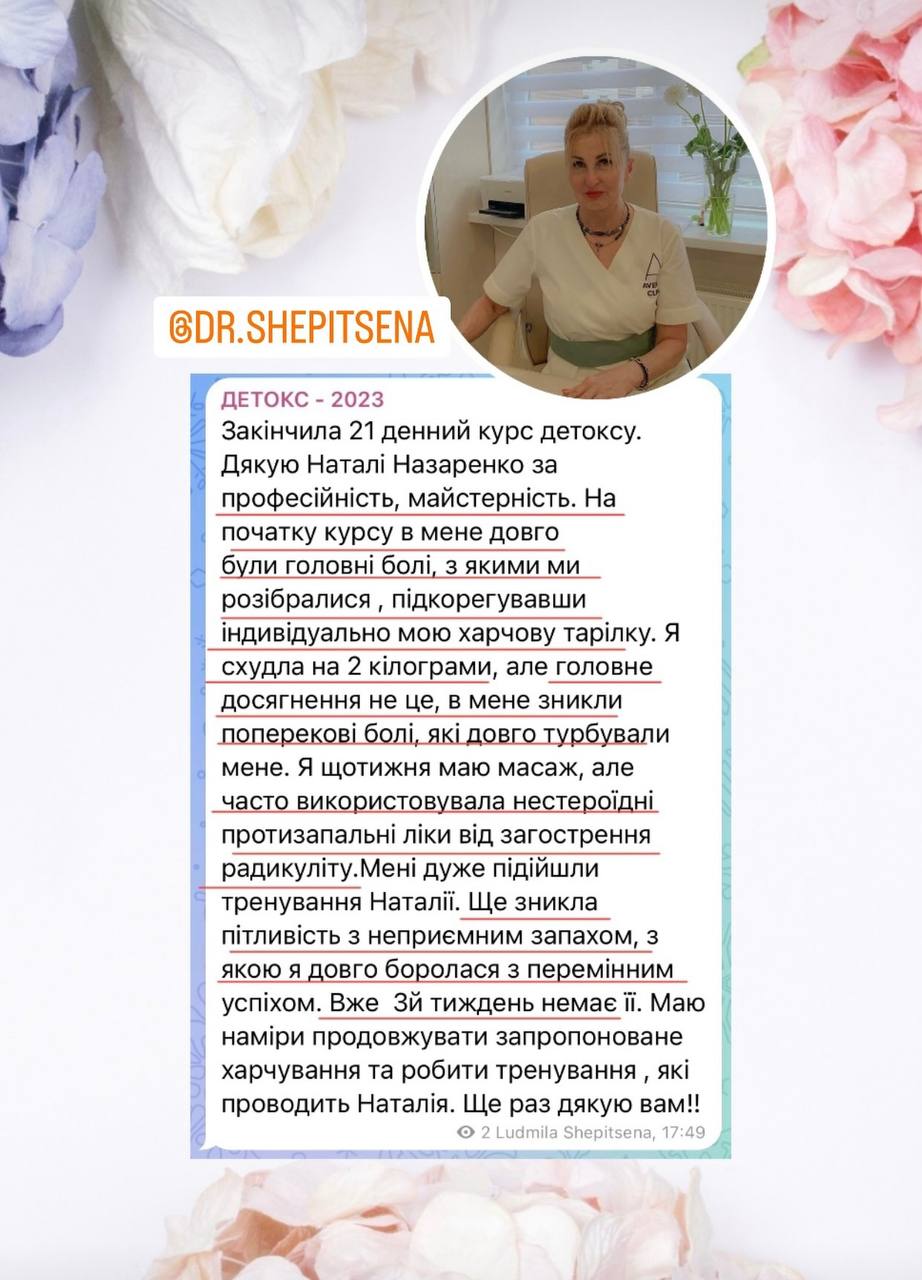 @DR.SHEPITSENA
ДЕТОКС - 2023
Закінчила 21 денний курс детоксу.
Дякую Наталі Назаренко за
професійність, майстерність. На
початку курсу в мене довго
були головні болі, з якими ми
розібралися , підкорегувавши
індивідуально мою харчову тарілку. Я
схудла на 2 кілограми, але головне
досягнення не це, в мене зникли
поперекові болі, які довго турбували
мене. Я щотижня маю масаж, але
часто використовувала нестероїдні
протизапальні ліки від загострення
радикуліту.Мені дуже підійшли
тренування Наталії. Ще зникла
пітливість з неприємним запахом, з
якою я довго боролася з перемінним
успіхом. Вже  3й тиждень немає її. Маю
наміри продовжувати запропоноване
харчування та робити тренування , які
проводить Наталія. Ще раз дякую вам!!
2 Ludmila Shepitsena, 17:49